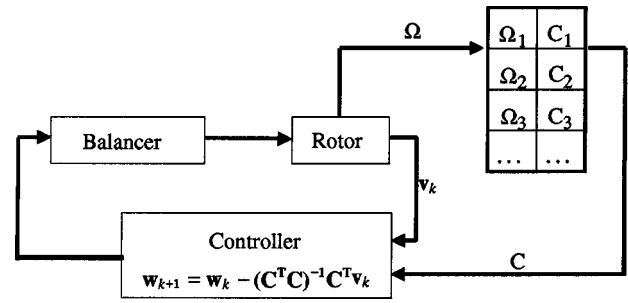 Ω
Ω₁ C₁
Ω₂ C₂
Ω₃ C₃
... ...
Balancer
Rotor
vₖ
Controller
wₖ₊₁ = wₖ − (CᵀC)⁻¹Cᵀvₖ
C